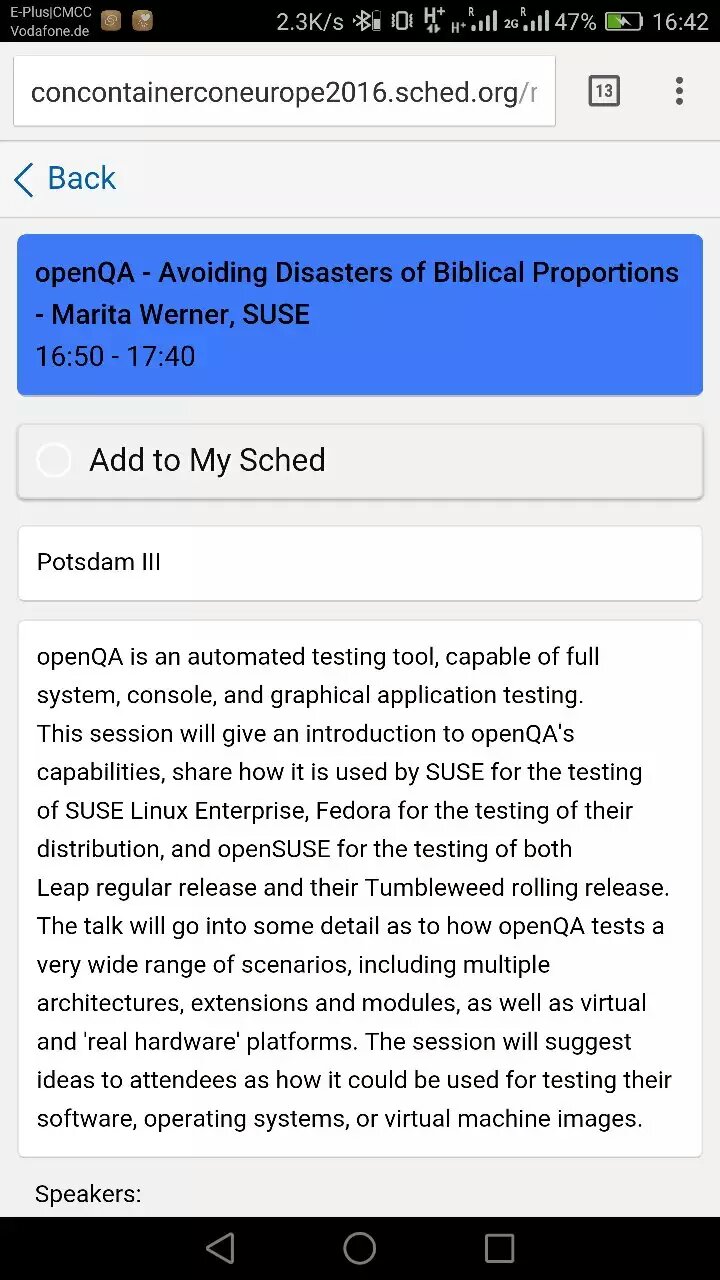 E-Plus|CMCC
Vodafone.de
2.3K/s H+ H+ R 2G R 47% 16:42
concontainerconeurope2016.sched.org/r
13
Back
openQA - Avoiding Disasters of Biblical Proportions
- Marita Werner, SUSE
16:50 - 17:40
Add to My Sched
Potsdam III
openQA is an automated testing tool, capable of full
system, console, and graphical application testing.
This session will give an introduction to openQA's
capabilities, share how it is used by SUSE for the testing
of SUSE Linux Enterprise, Fedora for the testing of their
distribution, and openSUSE for the testing of both
Leap regular release and their Tumbleweed rolling release.
The talk will go into some detail as to how openQA tests a
very wide range of scenarios, including multiple
architectures, extensions and modules, as well as virtual
and 'real hardware' platforms. The session will suggest
ideas to attendees as how it could be used for testing their
software, operating systems, or virtual machine images.
Speakers: